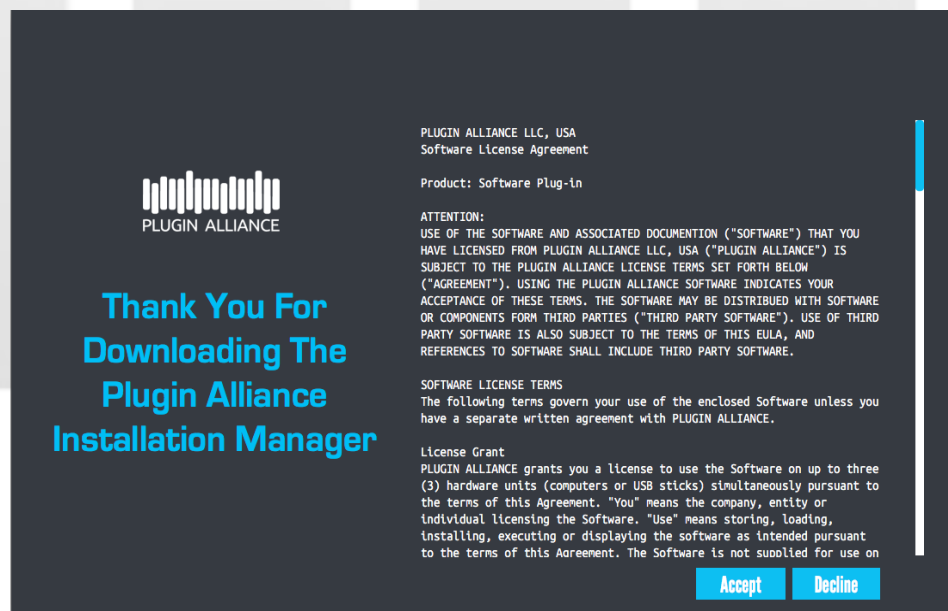 PLUGIN ALLIANCE
Thank You For
Downloading The
Plugin Alliance
Installation Manager
PLUGIN ALLIANCE LLC, USA
Software License Agreement
Product: Software Plug-in
ATTENTION:
USE OF THE SOFTWARE AND ASSOCIATED DOCUMENTION ("SOFTWARE") THAT YOU
HAVE LICENSED FROM PLUGIN ALLIANCE LLC, USA ("PLUGIN ALLIANCE") IS
SUBJECT TO THE PLUGIN ALLIANCE LICENSE TERMS SET FORTH BELOW
("AGREEMENT"). USING THE PLUGIN ALLIANCE SOFTWARE INDICATES YOUR
ACCEPTANCE OF THESE TERMS. THE SOFTWARE MAY BE DISTRIBUED WITH SOFTWARE
OR COMPONENTS FORM THIRD PARTIES ("THIRD PARTY SOFTWARE"). USE OF THIRD
PARTY SOFTWARE IS ALSO SUBJECT TO THE TERMS OF THIS EULA, AND
REFERENCES TO SOFTWARE SHALL INCLUDE THIRD PARTY SOFTWARE.
SOFTWARE LICENSE TERMS
The following terms govern your use of the enclosed Software unless you
have a separate written agreement with PLUGIN ALLIANCE.
License Grant
PLUGIN ALLIANCE grants you a license to use the Software on up to three
(3) hardware units (computers or USB sticks) simultaneously pursuant to
the terms of this Agreement. "You" means the company, entity or
individual licensing the Software. "Use" means storing, loading,
installing, executing or displaying the software as intended pursuant
to the terms of this Agreement. The Software is not supplied for use on
Accept
Decline